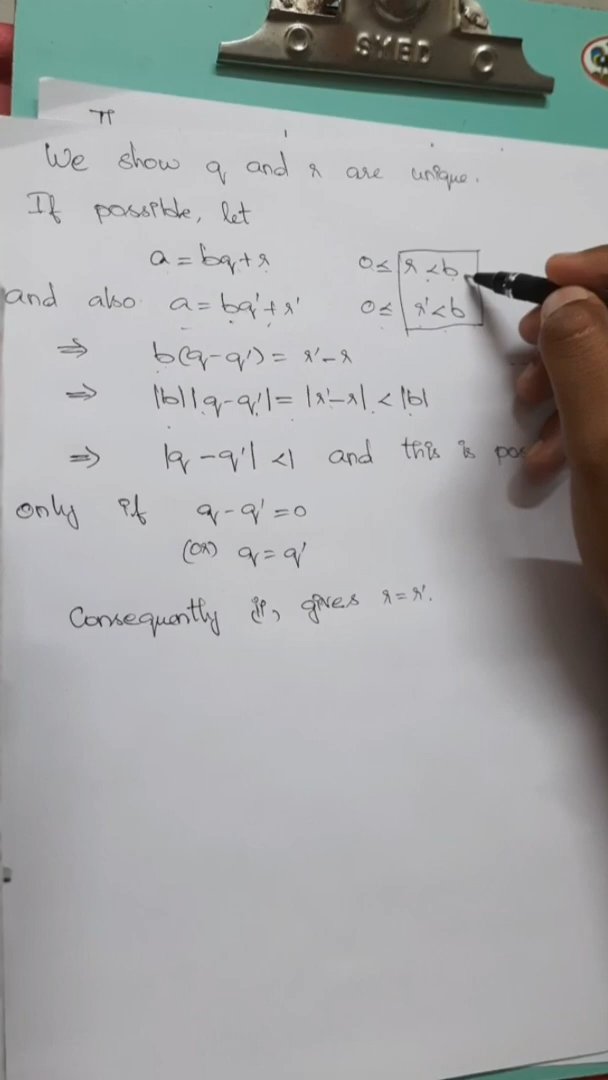 SMED
We show q and r are unique.
If possible, let
a = bq + r 0 ≤ r < b
and also a = bq' + r' 0 ≤ r' < b
⇒ b(q - q') = r' - r
⇒ |b| |q - q'| = |r' - r| < |b|
⇒ |q - q'| < 1 and this is pos
only if q - q' = 0
(or) q = q'
Consequently it, gives r = r'.